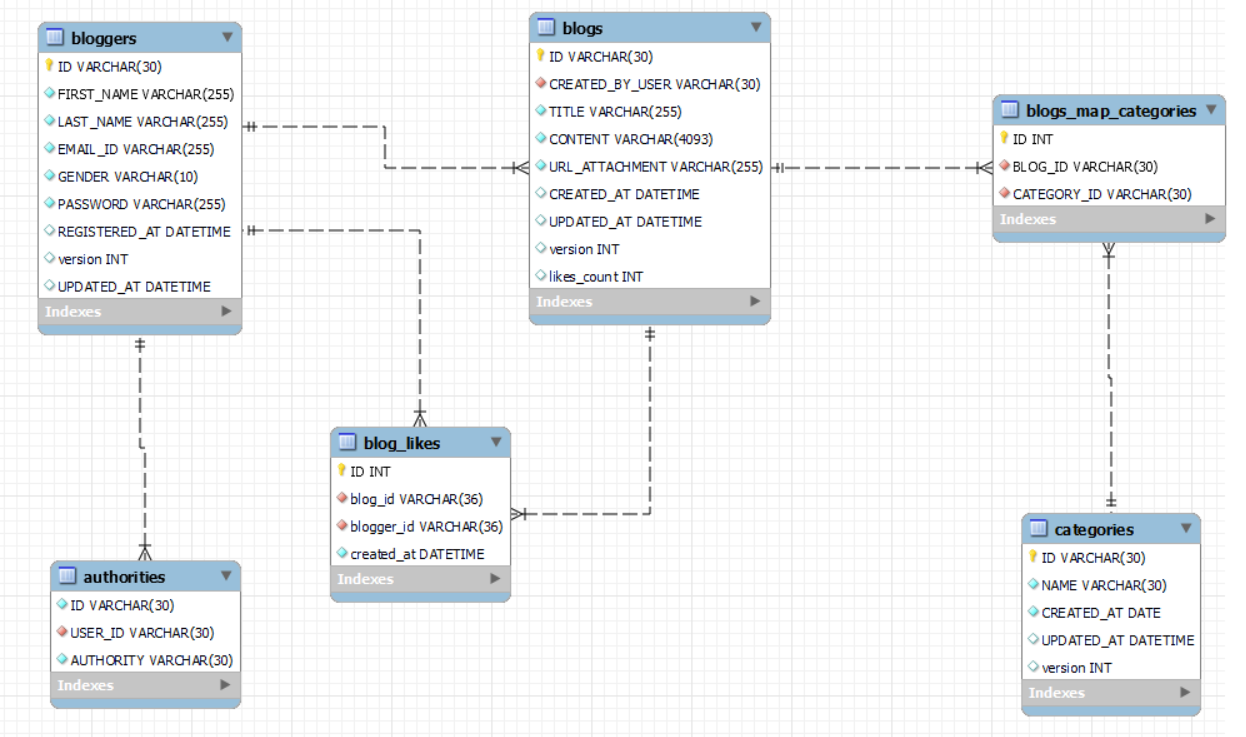 bloggers
ID VARCHAR(30)
FIRST_NAME VARCHAR(255)
LAST_NAME VARCHAR(255)
EMAIL_ID VARCHAR(255)
GENDER VARCHAR(10)
PASSWORD VARCHAR(255)
REGISTERED_AT DATETIME
version INT
UPDATED_AT DATETIME
Indexes
blogs
ID VARCHAR(30)
CREATED_BY_USER VARCHAR(30)
TITLE VARCHAR(255)
CONTENT VARCHAR(4093)
URL_ATTACHMENT VARCHAR(255)
CREATED_AT DATETIME
UPDATED_AT DATETIME
version INT
likes_count INT
Indexes
blogs_map_categories
ID INT
BLOG_ID VARCHAR(30)
CATEGORY_ID VARCHAR(30)
Indexes
blog_likes
ID INT
blog_id VARCHAR(36)
blogger_id VARCHAR(36)
created_at DATETIME
Indexes
authorities
ID VARCHAR(30)
USER_ID VARCHAR(30)
AUTHORITY VARCHAR(30)
Indexes
categories
ID VARCHAR(30)
NAME VARCHAR(30)
CREATED_AT DATE
UPDATED_AT DATETIME
version INT
Indexes